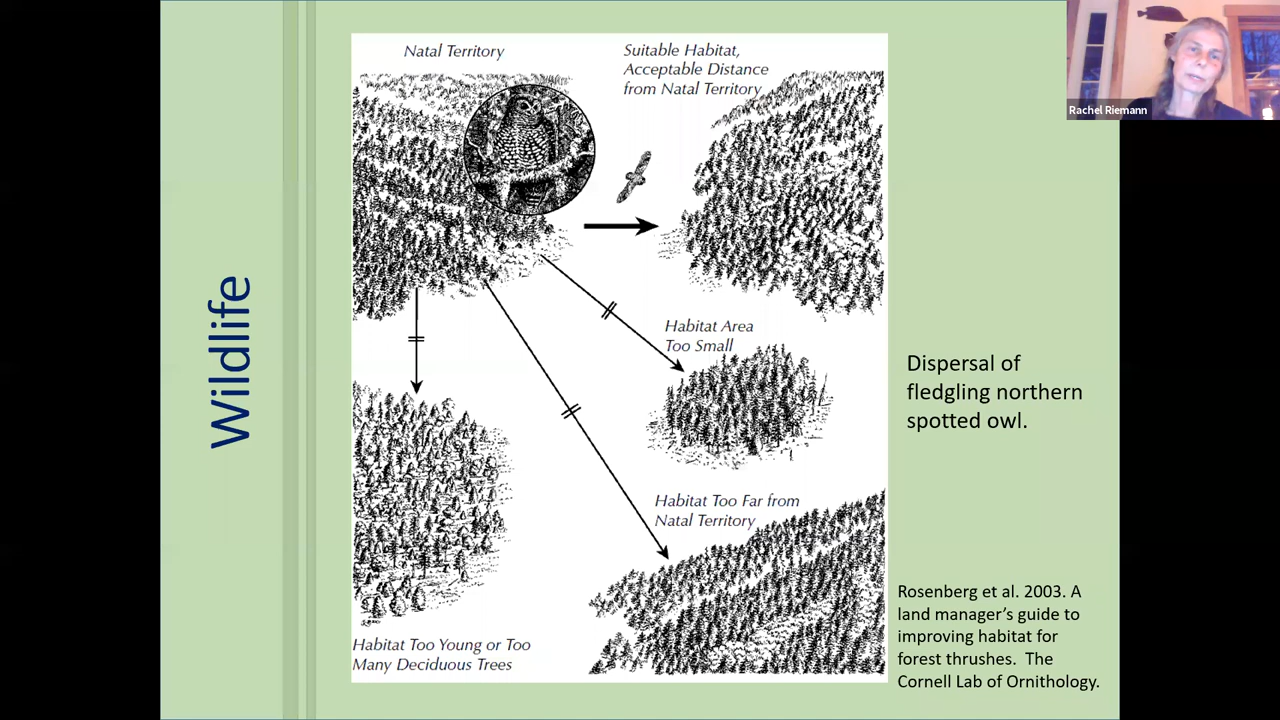 Wildlife
Natal Territory
Suitable Habitat,
Acceptable Distance
from Natal Territory
Habitat Area
Too Small
Habitat Too Far from
Natal Territory
Habitat Too Young or Too
Many Deciduous Trees
Dispersal of
fledgling northern
spotted owl.
Rosenberg et al. 2003. A
land manager’s guide to
improving habitat for
forest thrushes. The
Cornell Lab of Ornithology.
Rachel Riemann